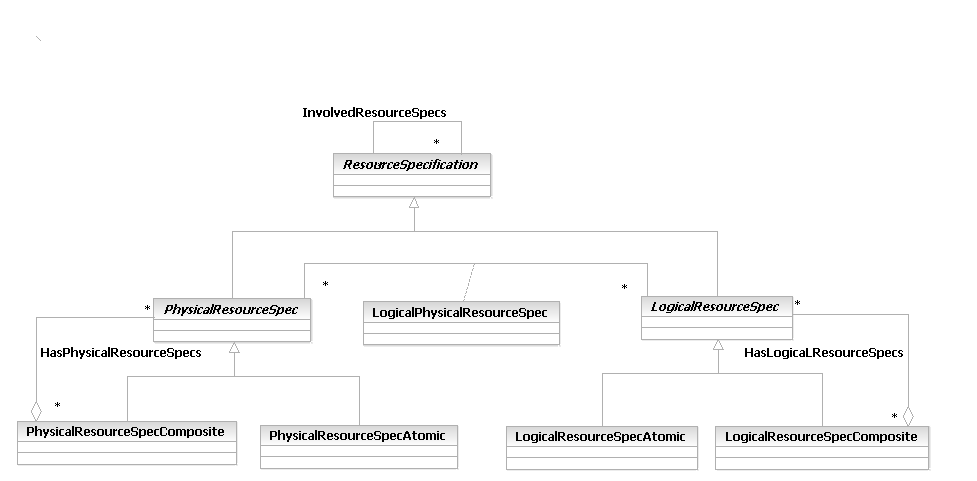 InvolvedResourceSpecs
*
ResourceSpecification
*
*
*
*
PhysicalResourceSpec
LogicalPhysicalResourceSpec
LogicalResourceSpec
HasPhysicalResourceSpecs
HasLogicaLResourceSpecs
*
*
PhysicalResourceSpecComposite
PhysicalResourceSpecAtomic
LogicalResourceSpecAtomic
LogicalResourceSpecComposite